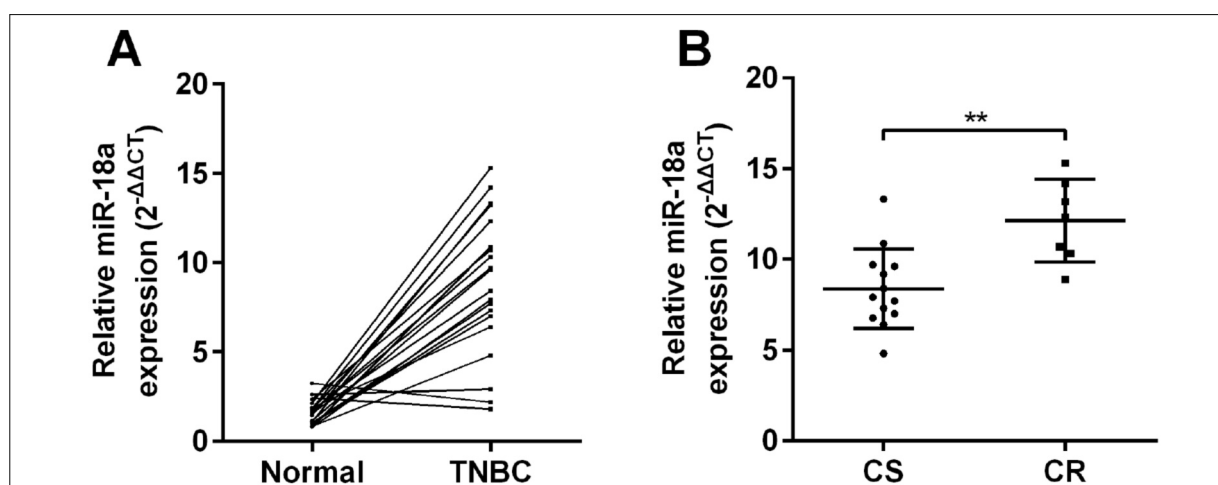 A
Relative miR-18a
expression (2^-ΔΔCT)
20
15
10
5
0
Normal
TNBC
B
Relative miR-18a
expression (2^-ΔΔCT)
20
15
10
5
0
**
CS
CR